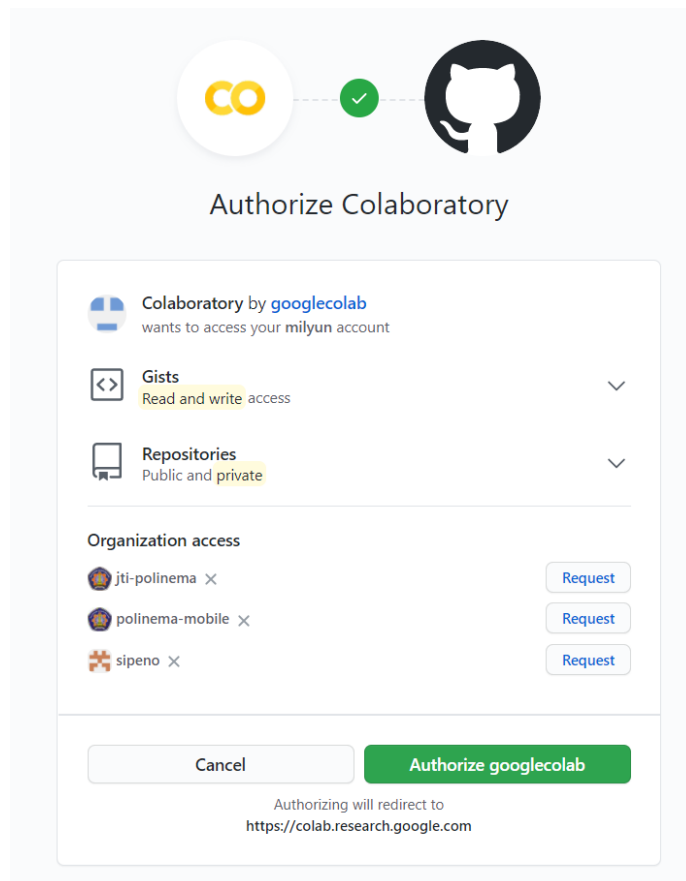 Authorize Colaboratory
Colaboratory by googlecolab
wants to access your milyun account
Gists
Read and write access
Repositories
Public and private
Organization access
jti-polinema
Request
polinema-mobile
Request
sipeno
Request
Cancel
Authorize googlecolab
Authorizing will redirect to
https://colab.research.google.com